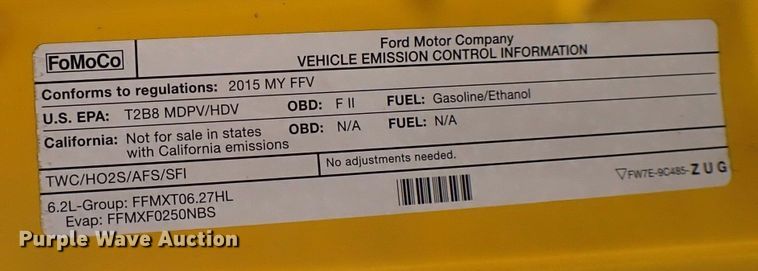 FoMoCo
Ford Motor Company
VEHICLE EMISSION CONTROL INFORMATION
Conforms to regulations: 2015 MY FFV
U.S. EPA: T2B8 MDPV/HDV OBD: F II FUEL: Gasoline/Ethanol
California: Not for sale in states with California emissions OBD: N/A FUEL: N/A
TWC/HO2S/AFS/SFI
No adjustments needed.
6.2L-Group: FFMXT06.27HL
Evap: FFMXF0250NBS
FW7E-9C485-ZUG
Purple Wave Auction